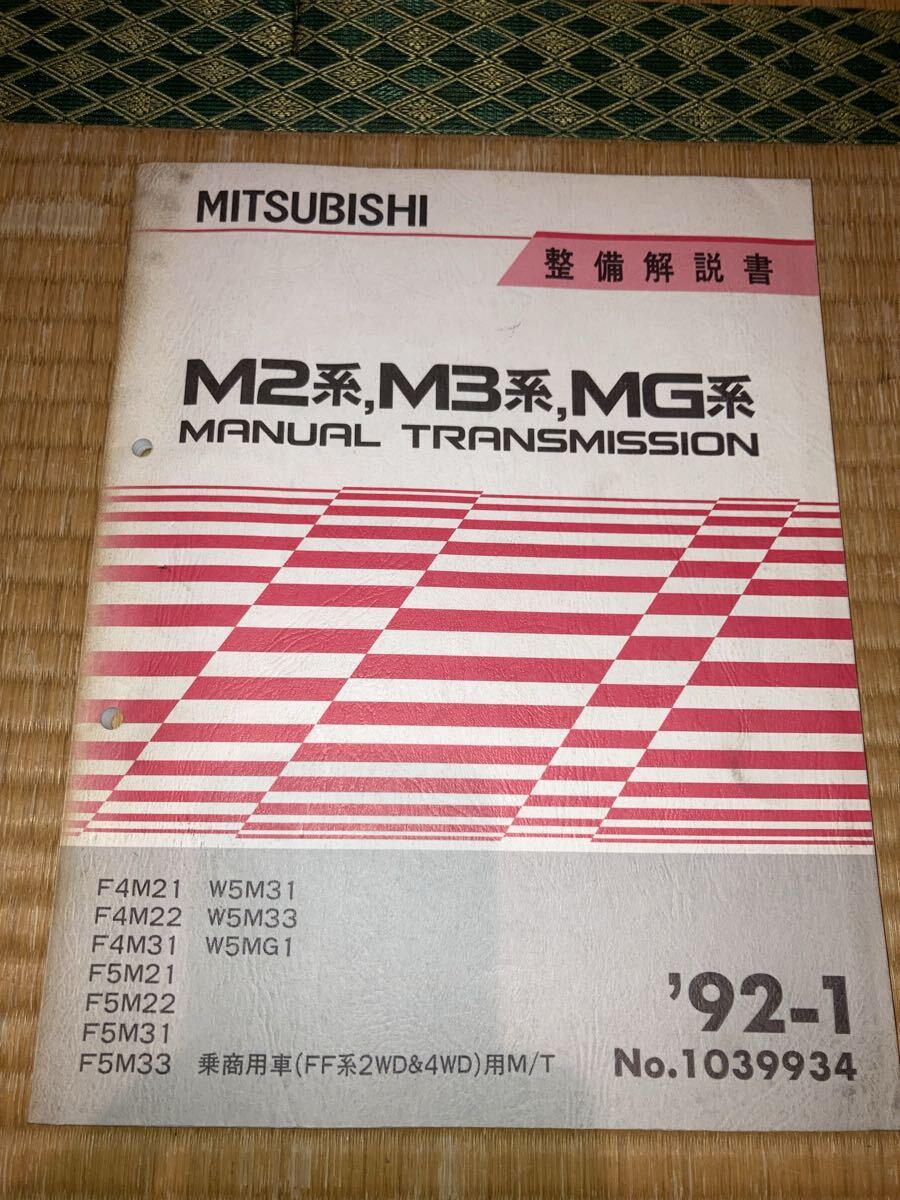 MITSUBISHI
整備解説書
M2系,M3系,MG系
MANUAL TRANSMISSION
F4M21 W5M31
F4M22 W5M33
F4M31 W5MG1
F5M21
F5M22
F5M31
F5M33 乗商用車(FF系2WD&4WD)用M/T
'92-1
No.1039934